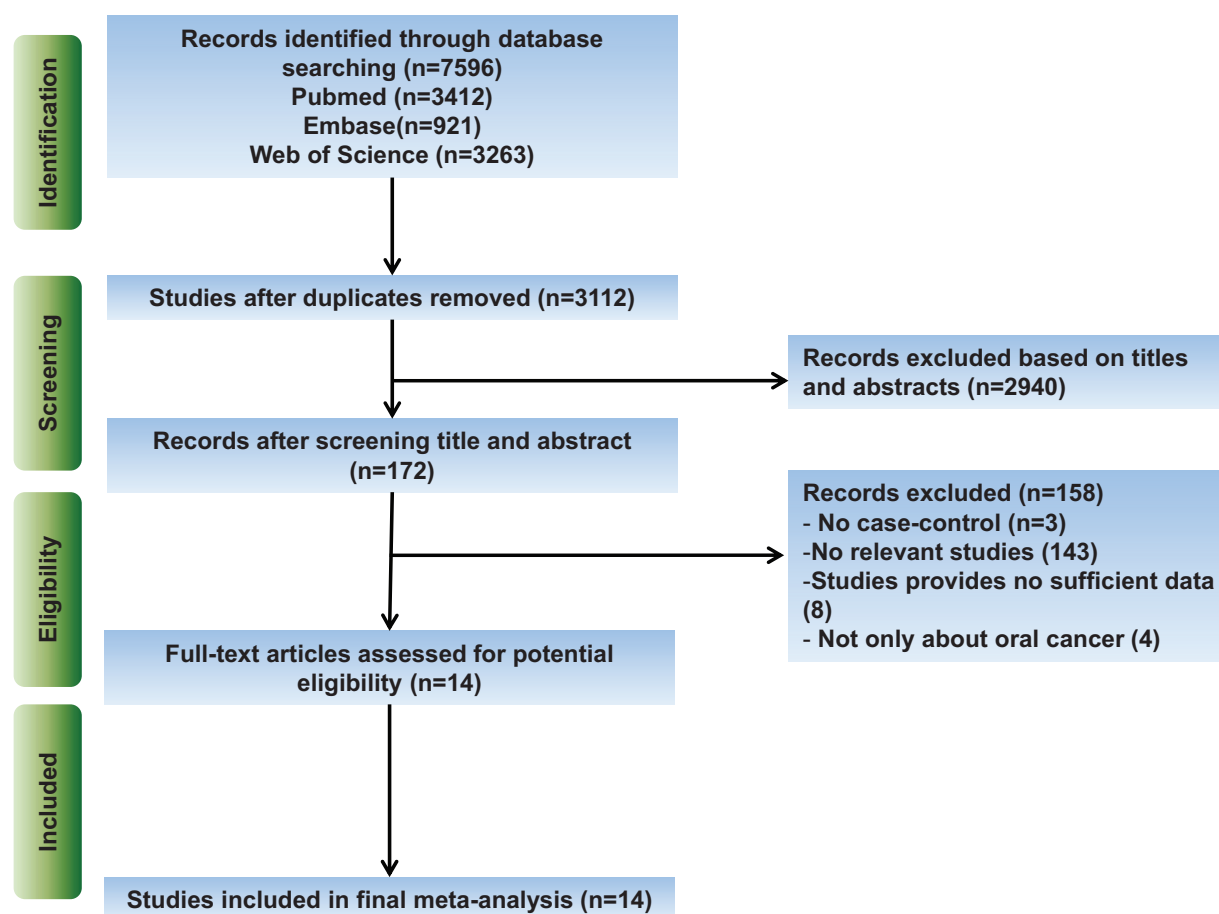 Identification
Records identified through database
searching (n=7596)
Pubmed (n=3412)
Embase(n=921)
Web of Science (n=3263)
Screening
Studies after duplicates removed (n=3112)
Records excluded based on titles
and abstracts (n=2940)
Records after screening title and abstract
(n=172)
Eligibility
Records excluded (n=158)
- No case-control (n=3)
-No relevant studies (143)
-Studies provides no sufficient data
(8)
- Not only about oral cancer (4)
Full-text articles assessed for potential
eligibility (n=14)
Included
Studies included in final meta-analysis (n=14)